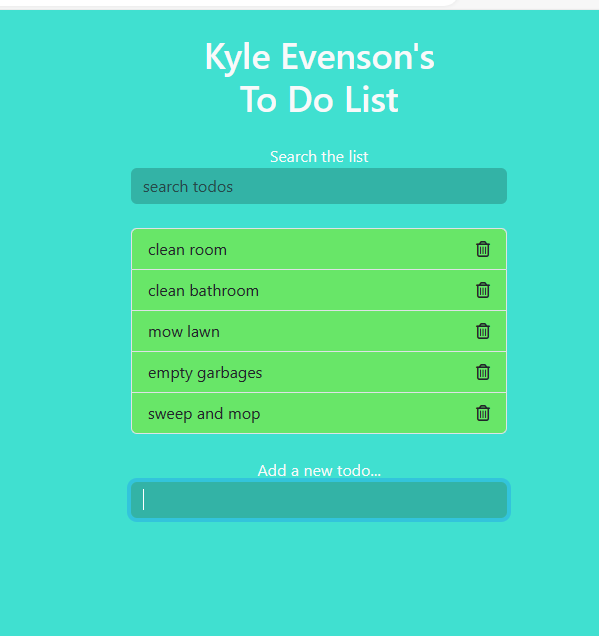 Kyle Evenson's
To Do List
Search the list
search todos
clean room
clean bathroom
mow lawn
empty garbages
sweep and mop
Add a new todo...